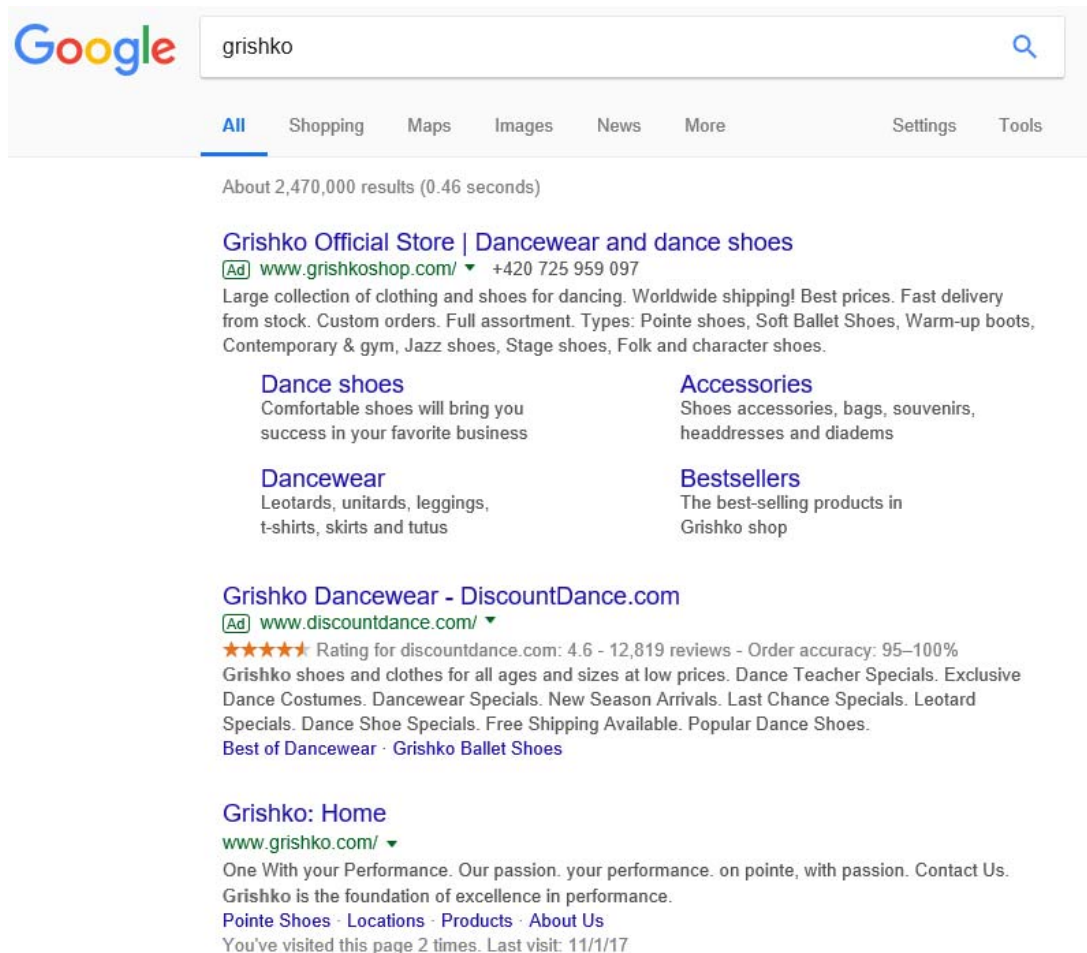 Google grishko
All Shopping Maps Images News More Settings Tools
About 2,470,000 results (0.46 seconds)
Grishko Official Store | Dancewear and dance shoes
Ad www.grishkoshop.com/ +420 725 959 097
Large collection of clothing and shoes for dancing. Worldwide shipping! Best prices. Fast delivery
from stock. Custom orders. Full assortment. Types: Pointe shoes, Soft Ballet Shoes, Warm-up boots,
Contemporary & gym, Jazz shoes, Stage shoes, Folk and character shoes.
Dance shoes
Comfortable shoes will bring you
success in your favorite business
Accessories
Shoes accessories, bags, souvenirs,
headdresses and diadems
Dancewear
Leotards, unitards, leggings,
t-shirts, skirts and tutus
Bestsellers
The best-selling products in
Grishko shop
Grishko Dancewear - DiscountDance.com
Ad www.discountdance.com/
Rating for discountdance.com: 4.6 - 12,819 reviews - Order accuracy: 95–100%
Grishko shoes and clothes for all ages and sizes at low prices. Dance Teacher Specials. Exclusive
Dance Costumes. Dancewear Specials. New Season Arrivals. Last Chance Specials. Leotard
Specials. Dance Shoe Specials. Free Shipping Available. Popular Dance Shoes.
Best of Dancewear · Grishko Ballet Shoes
Grishko: Home
www.grishko.com/
One With your Performance. Our passion. your performance. on pointe, with passion. Contact Us.
Grishko is the foundation of excellence in performance.
Pointe Shoes · Locations · Products · About Us
You've visited this page 2 times. Last visit: 11/1/17